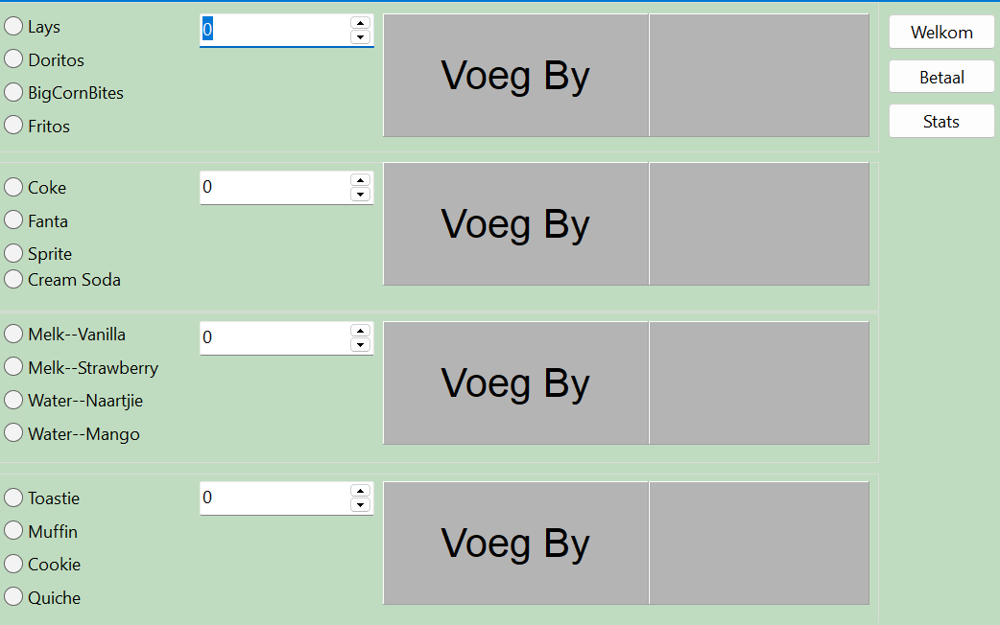 Lays
Doritos
BigCornBites
Fritos
0
Voeg By
Welkom
Betaal
Stats
Coke
Fanta
Sprite
Cream Soda
0
Voeg By
Melk--Vanilla
Melk--Strawberry
Water--Naartjie
Water--Mango
0
Voeg By
Toastie
Muffin
Cookie
Quiche
0
Voeg By